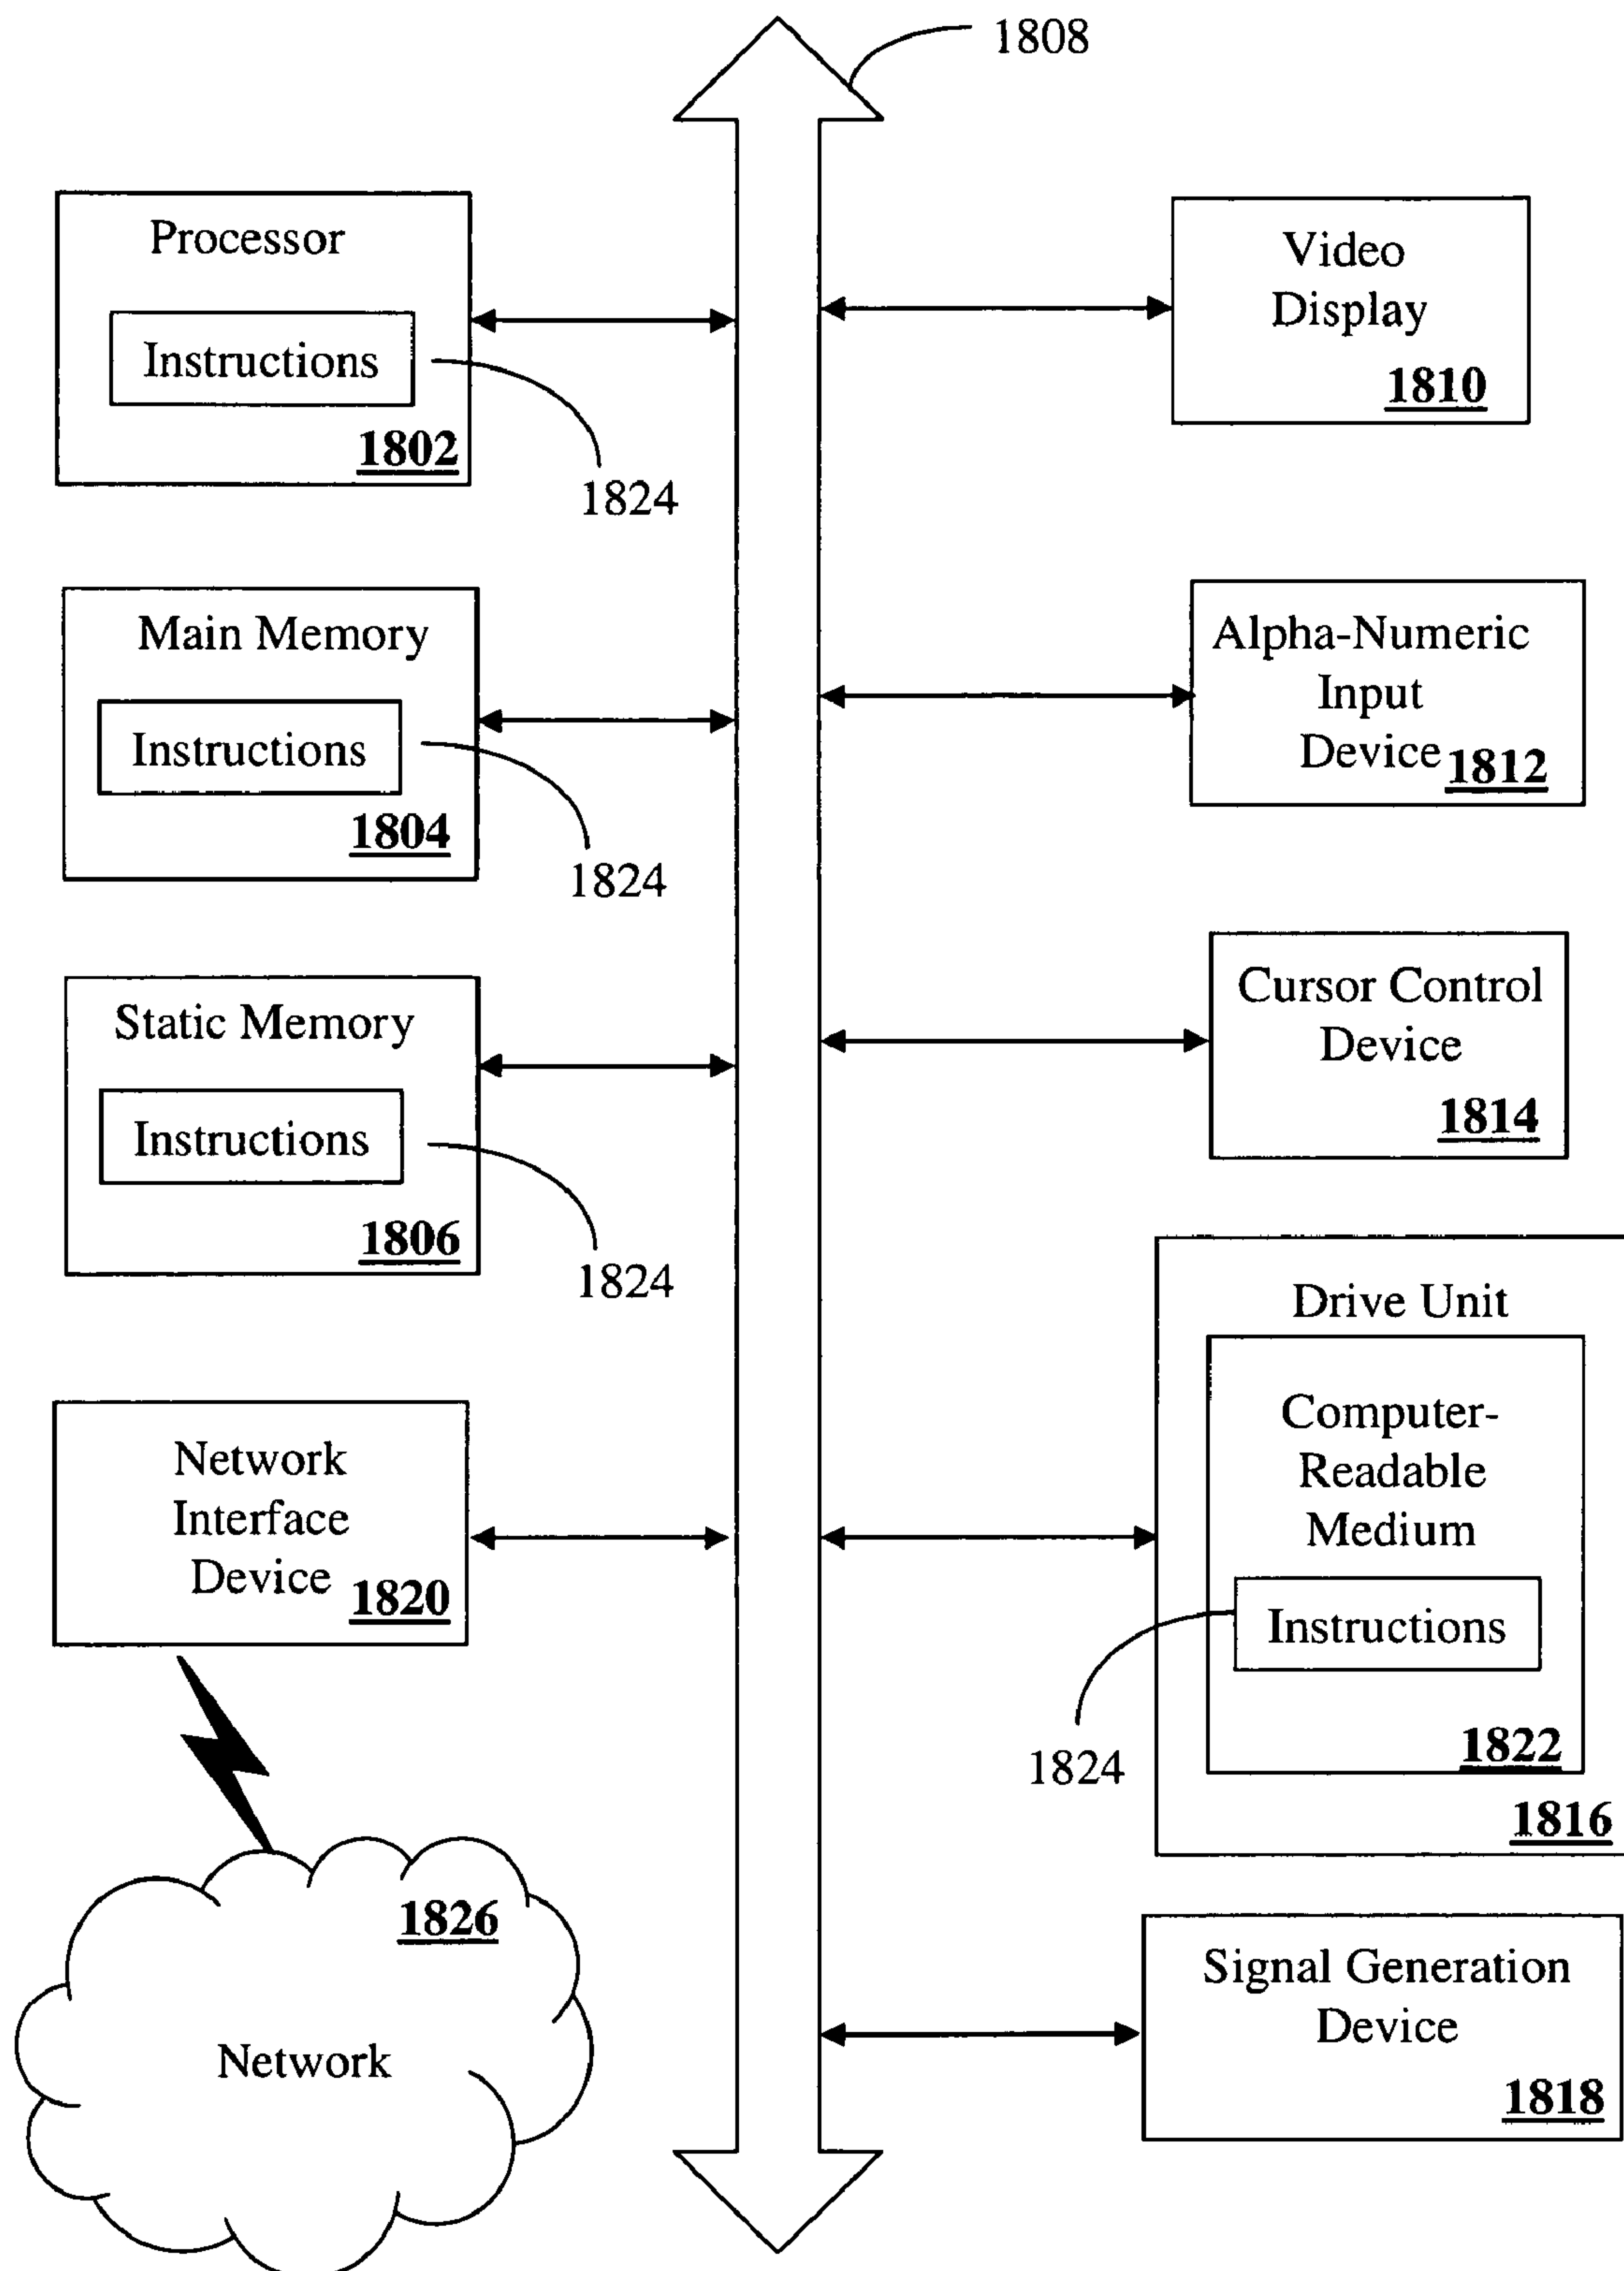 1808
Processor
Instructions
1802
1824
Main Memory
Instructions
1804
1824
Static Memory
Instructions
1806
1824
Network
Interface
Device
1820
1826
Network
Video
Display
1810
Alpha-Numeric
Input
Device
1812
Cursor Control
Device
1814
Drive Unit
Computer-
Readable
Medium
Instructions
1824
1822
1816
Signal Generation
Device
1818